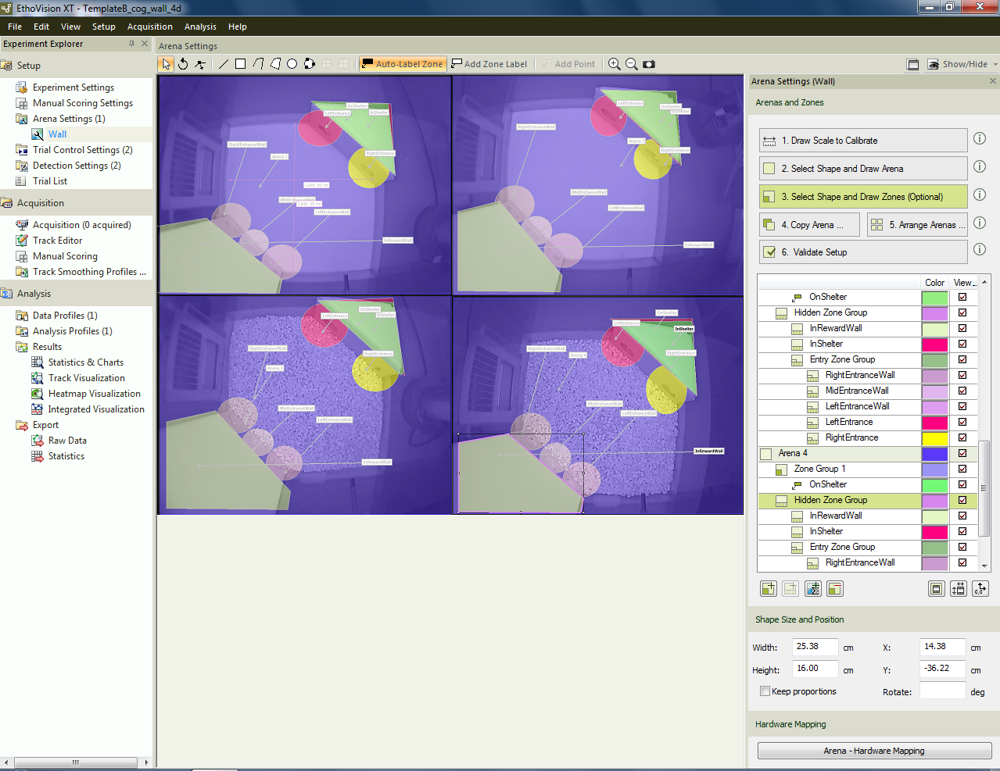 EthoVision XT - TemplateB_cog_wall_4d
File Edit View Setup Acquisition Analysis Help
Experiment Explorer
Setup
Experiment Settings
Manual Scoring Settings
Arena Settings (1)
Wall
Trial Control Settings (2)
Detection Settings (2)
Trial List
Acquisition
Acquisition (0 acquired)
Track Editor
Manual Scoring
Track Smoothing Profiles ...
Analysis
Data Profiles (1)
Analysis Profiles (1)
Results
Statistics & Charts
Track Visualization
Heatmap Visualization
Integrated Visualization
Export
Raw Data
Statistics
Arena Settings
Auto-Label Zone Add Zone Label Add Point Show/Hide
OnShelter
LeftEntrance
InShelter
RightEntranceWall
RightEntrance
Arena 1
MidEntranceWall
LeftEntranceWall
InRewardWall
LeftEntrance
OnShelter
InShelter
RightEntranceWall
Arena 2
RightEntrance
MidEntranceWall
LeftEntranceWall
InRewardWall
OnShelter
LeftEntrance
InShelter
RightEntranceWall
RightEntrance
Arena 3
MidEntranceWall
LeftEntranceWall
InRewardWall
OnShelter
LeftEntrance
InShelter
RightEntranceWall
Arena 4
RightEntrance
MidEntranceWall
LeftEntranceWall
InRewardWall
Arena Settings (Wall)
Arenas and Zones
1. Draw Scale to Calibrate
2. Select Shape and Draw Arena
3. Select Shape and Draw Zones (Optional)
4. Copy Arena ... 5. Arrange Arenas ...
6. Validate Setup
Color View...
OnShelter
Hidden Zone Group
InRewardWall
InShelter
Entry Zone Group
RightEntranceWall
MidEntranceWall
LeftEntranceWall
LeftEntrance
RightEntrance
Arena 4
Zone Group 1
OnShelter
Hidden Zone Group
InRewardWall
InShelter
Entry Zone Group
RightEntranceWall
Shape Size and Position
Width: 25.38 cm X: 14.38 cm
Height: 16.00 cm Y: -36.22 cm
Keep proportions Rotate: deg
Hardware Mapping
Arena - Hardware Mapping